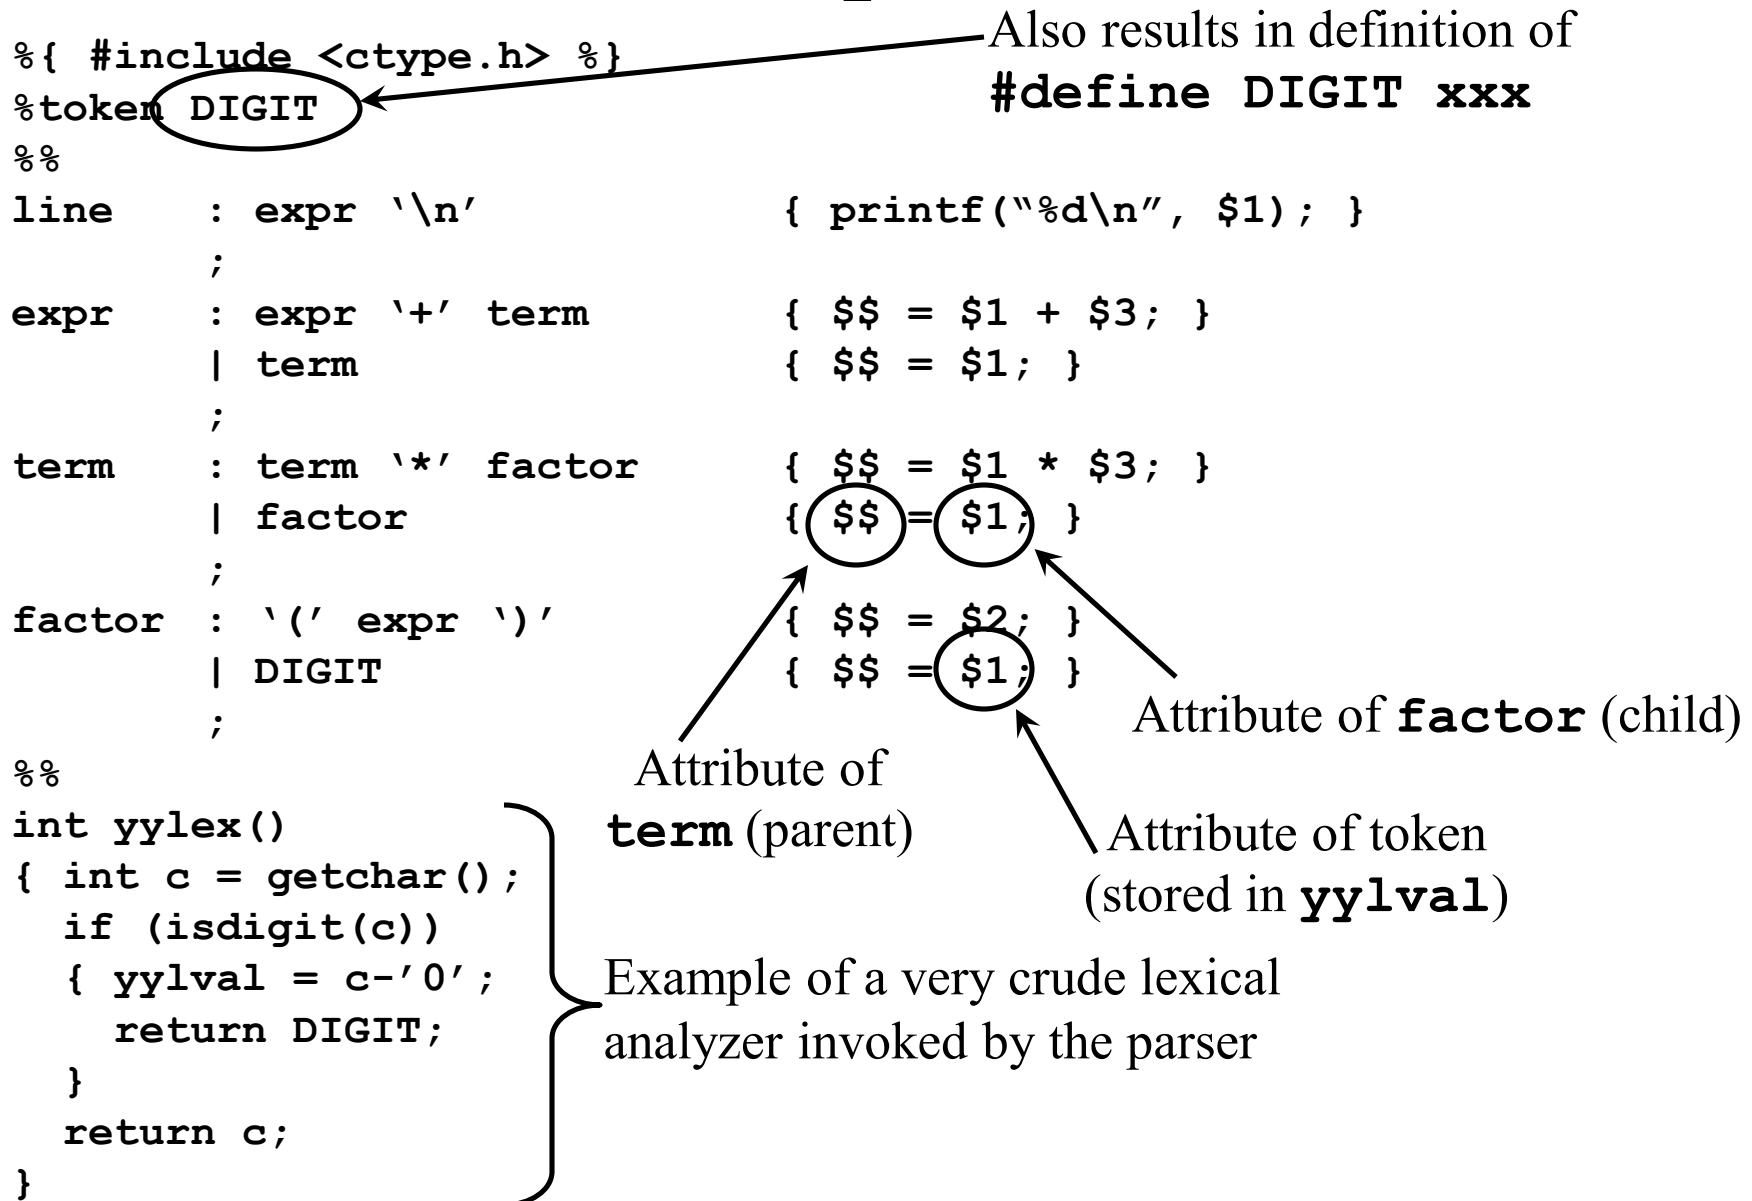 %{ #include <ctype.h> %}
%token DIGIT
%%
line : expr ‘\n’ { printf(“%d\n”, $1); }
;
expr : expr ‘+’ term { $$ = $1 + $3; }
| term { $$ = $1; }
;
term : term ‘*’ factor { $$ = $1 * $3; }
| factor { $$ = $1; }
;
factor : ‘(’ expr ‘)’ { $$ = $2; }
| DIGIT { $$ = $1; }
;
%%
int yylex()
{ int c = getchar();
if (isdigit(c))
{ yylval = c-’0’;
return DIGIT;
}
return c;
}
Also results in definition of
#define DIGIT xxx
Attribute of factor (child)
Attribute of
term (parent)
Attribute of token
(stored in yylval)
Example of a very crude lexical
analyzer invoked by the parser